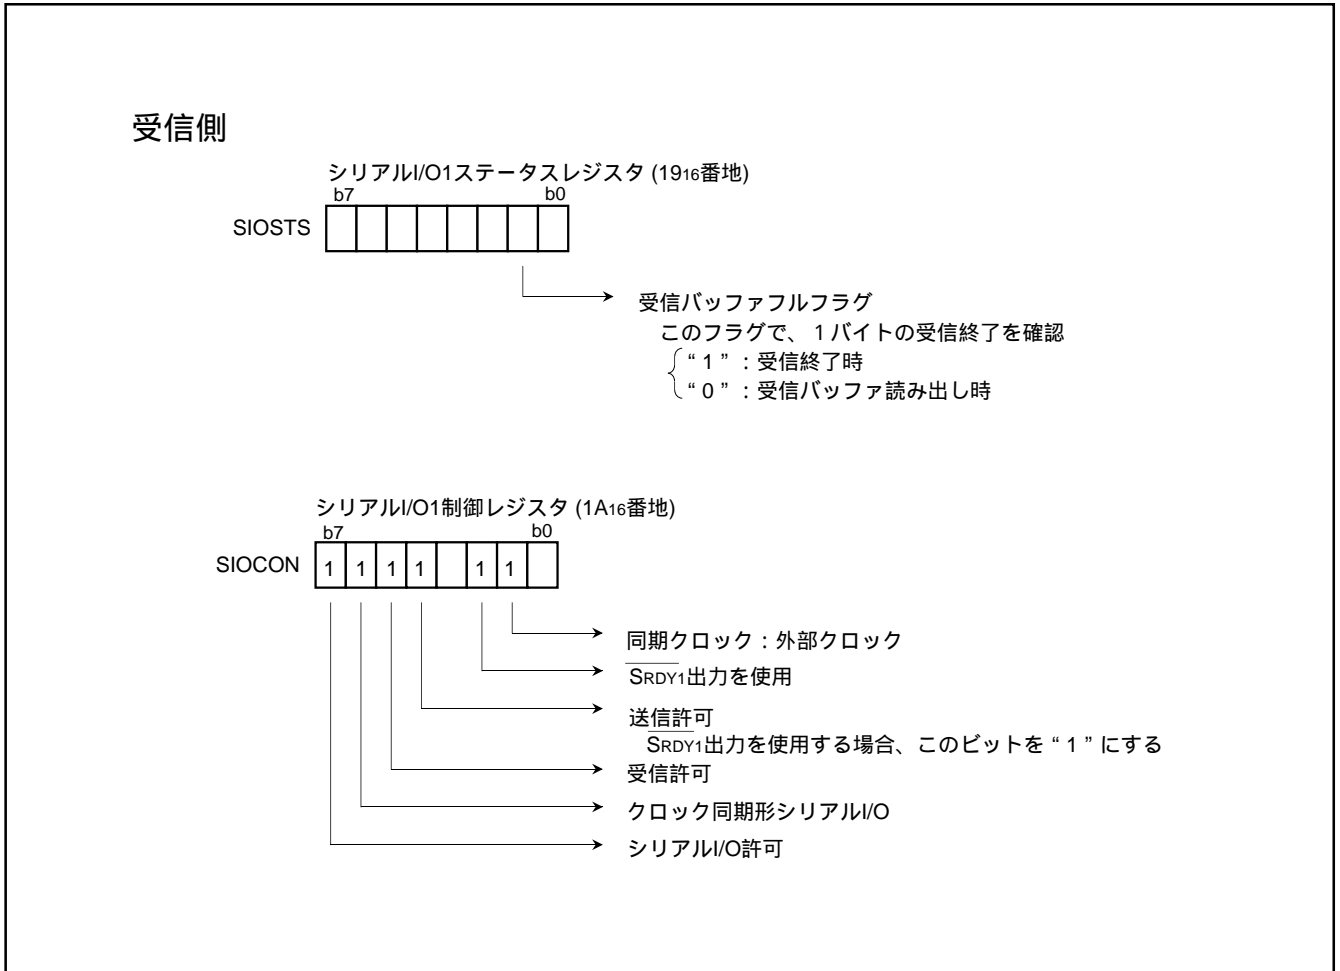 受信側
シリアルI/O1ステータスレジスタ (1916番地)
b7 b0
SIOSTS
受信バッファフルフラグ
このフラグで、1バイトの受信終了を確認
“1”：受信終了時
“0”：受信バッファ読み出し時
シリアルI/O1制御レジスタ (1A16番地)
b7 b0
SIOCON 1 1 1 1 1 1
同期クロック：外部クロック
SRDY1出力を使用
送信許可
SRDY1出力を使用する場合、このビットを“1”にする
受信許可
クロック同期形シリアルI/O
シリアルI/O許可